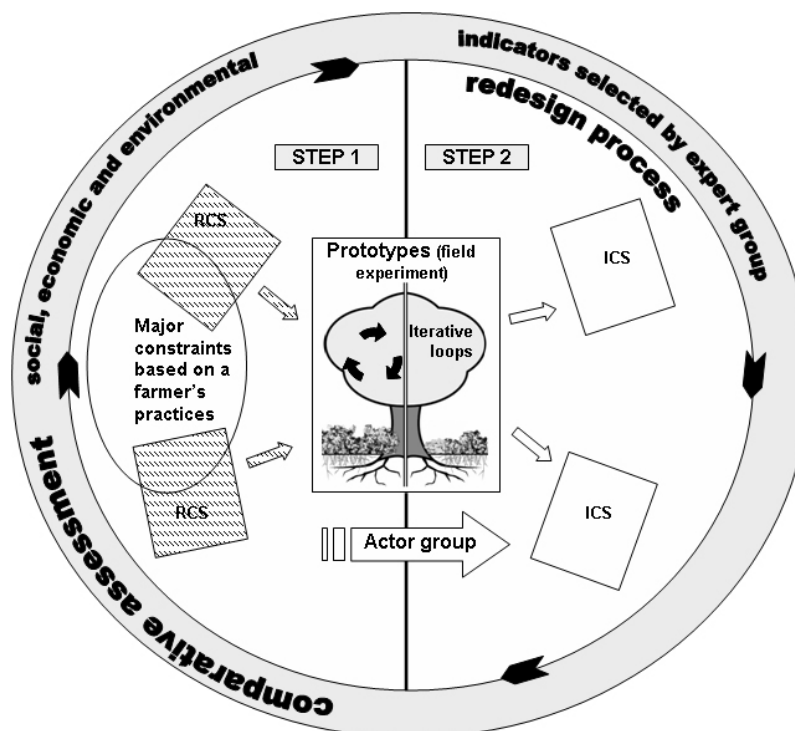 social, economic and environmental
indicators selected by expert group
redesign process
STEP 1
STEP 2
RCS
Prototypes (field
experiment)
Iterative
loops
ICS
Major
constraints
based on a
farmer's
practices
RCS
ICS
Actor group
comparative assessment